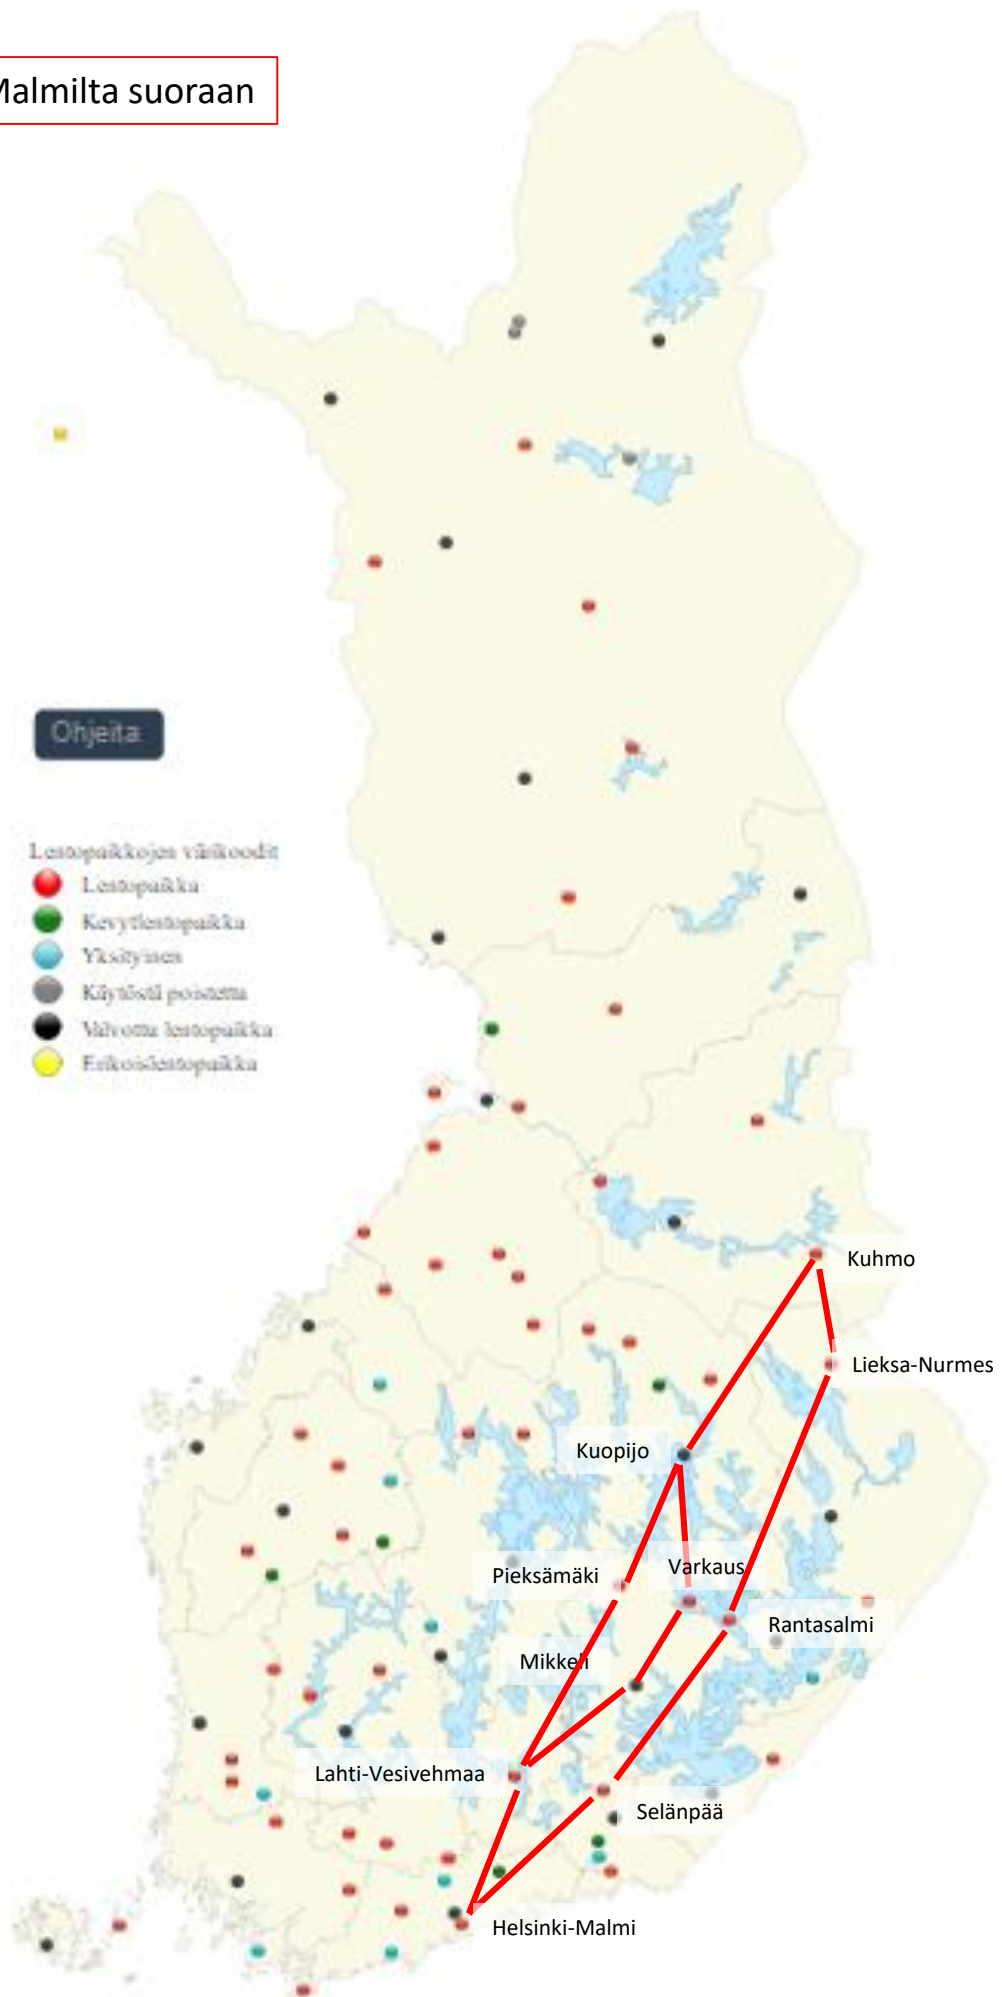 Malmilta suoraan
Ohjeita
Lentopaikkojen värikoodit
Lentopaikka
Kevytlentopaikka
Yksityinen
Käytöstä poistettu
Valvottu lentopaikka
Erikoislentopaikka
Kuhmo
Lieksa-Nurmes
Kuopijo
Pieksämäki
Varkaus
Rantasalmi
Mikkeli
Lahti-Vesivehmaa
Selänpää
Helsinki-Malmi